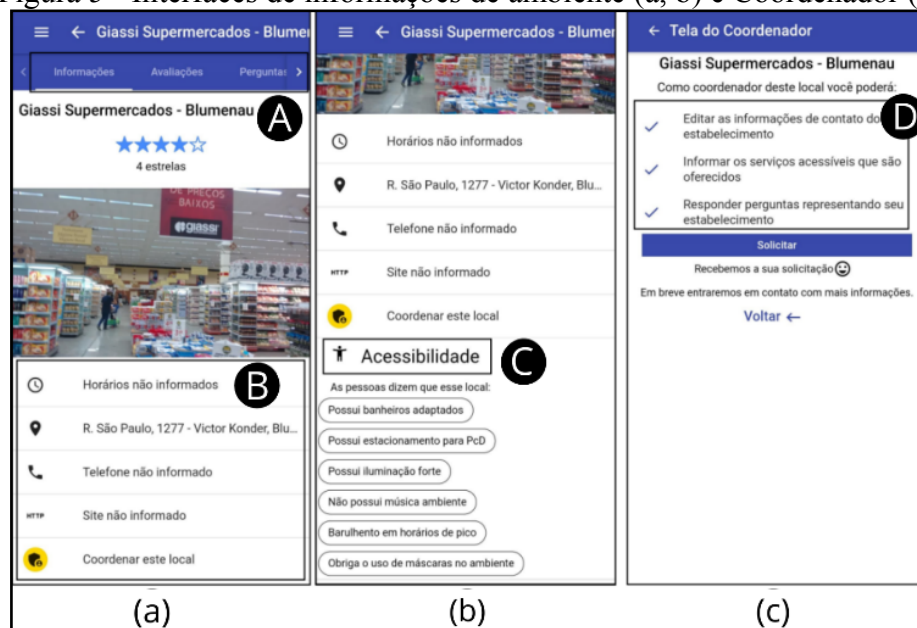 Interfaces de informações de ambiente (a, b) e Coordenador (
Giassi Supermercados - Blumen
Informações
Avaliações
Perguntas
A
Giassi Supermercados - Blumenau
4 estrelas
DE PREÇOS
BAIXOS
giassi
Horários não informados
B
R. São Paulo, 1277 - Victor Konder, Blu...
Telefone não informado
HTTP
Site não informado
Coordenar este local
(a)
Giassi Supermercados - Blumen
Horários não informados
R. São Paulo, 1277 - Victor Konder, Blu...
Telefone não informado
HTTP
Site não informado
Coordenar este local
Acessibilidade
C
As pessoas dizem que esse local:
Possui banheiros adaptados
Possui estacionamento para PcD
Possui iluminação forte
Não possui música ambiente
Barulhento em horários de pico
Obriga o uso de máscaras no ambiente
(b)
Tela do Coordenador
Giassi Supermercados - Blumenau
Como coordenador deste local você poderá:
D
Editar as informações de contato do
estabelecimento
Informar os serviços acessíveis que são
oferecidos
Responder perguntas representando seu
estabelecimento
Solicitar
Recebemos a sua solicitação
Em breve entraremos em contato com mais informações.
Voltar ←
(c)